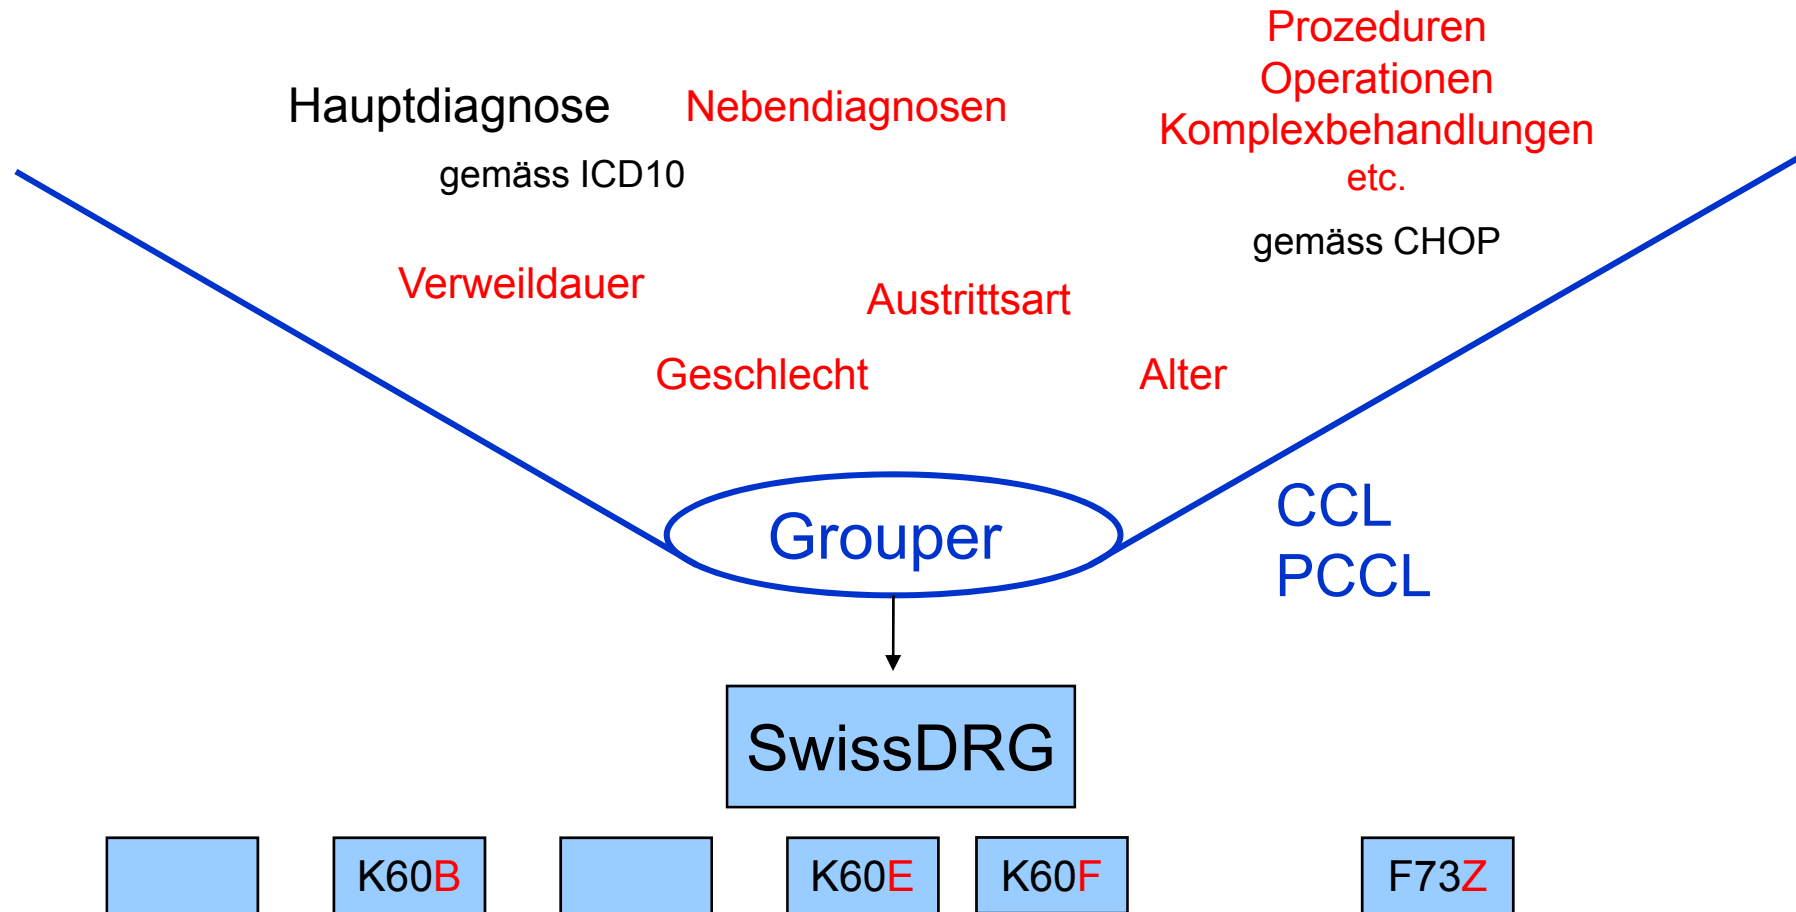 Prozeduren
Operationen
Komplexbehandlungen
etc.
gemäss CHOP
Hauptdiagnose
gemäss ICD10
Nebendiagnosen
Verweildauer
Austrittsart
Geschlecht
Alter
Grouper
CCL
PCCL
SwissDRG
K60B
K60E
K60F
F73Z